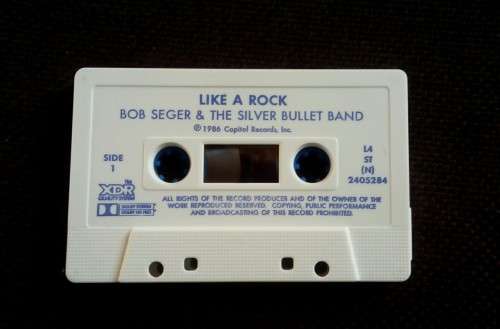 LIKE A ROCK
BOB SEGER & THE SILVER BULLET BAND
℗ 1986 Capitol Records, Inc.
SIDE
1
L4
ST
(N)
2405284
XDR
DOLBY SYSTEM
ALL RIGHTS OF THE RECORD PRODUCER AND OF THE OWNER OF THE
WORK REPRODUCED RESERVED. COPYING, PUBLIC PERFORMANCE
AND BROADCASTING OF THIS RECORD PROHIBITED.